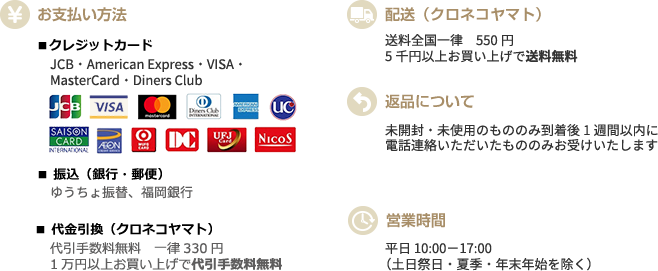 お支払い方法
■クレジットカード
JCB・American Express・VISA・
MasterCard・Diners Club
JCB VISA mastercard Diners Club INTERNATIONAL AMERICAN EXPRESS UC
SAISON CARD INTERNATIONAL AEON CREDIT DC UFJ Card NICOS
■ 振込（銀行・郵便）
ゆうちょ振替、福岡銀行
■ 代金引換（クロネコヤマト）
代引手数料無料　一律 330 円
1 万円以上お買い上げで代引手数料無料
配送（クロネコヤマト）
送料全国一律　550 円
5 千円以上お買い上げで送料無料
返品について
未開封・未使用のもののみ到着後 1 週間以内に
電話連絡いただいたもののみお受けいたします
営業時間
平日 10:00－17:00
（土日祭日・夏季・年末年始を除く）